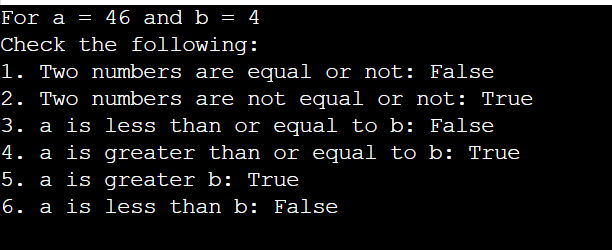 For a = 46 and b = 4
Check the following:
1. Two numbers are equal or not: False
2. Two numbers are not equal or not: True
3. a is less than or equal to b: False
4. a is greater than or equal to b: True
5. a is greater b: True
6. a is less than b: False